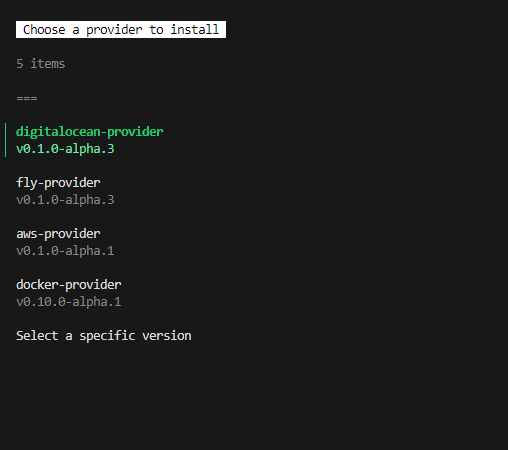 Choose a provider to install
5 items
===
digitalocean-provider
v0.1.0-alpha.3
fly-provider
v0.1.0-alpha.3
aws-provider
v0.1.0-alpha.1
docker-provider
v0.10.0-alpha.1
Select a specific version